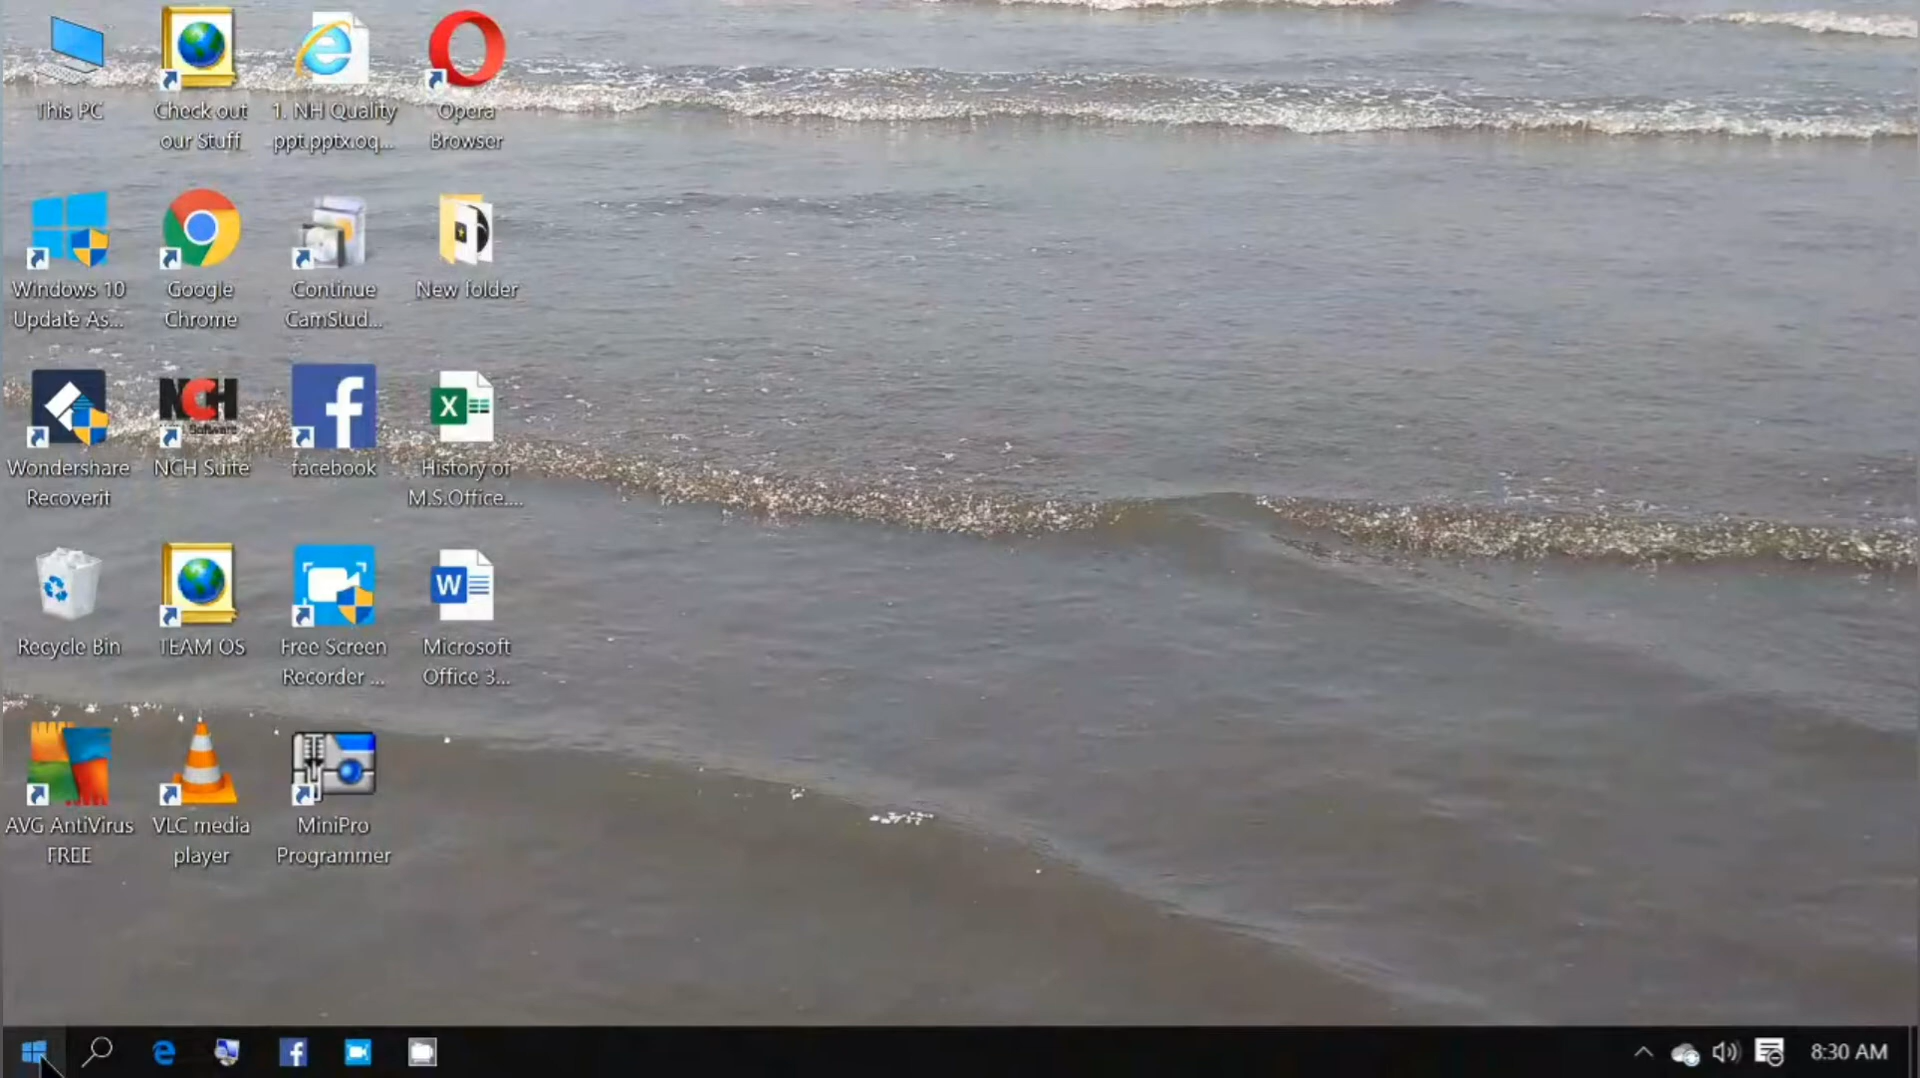 This PC
Check out
our Stuff
1. NH Quality
ppt.pptx.oq...
Opera
Browser
Windows 10
Update As...
Google
Chrome
Continue
CamStud...
New folder
Wondershare
Recoverit
NCH
Software
NCH Suite
facebook
History of
M.S.Office....
Recycle Bin
TEAM OS
Free Screen
Recorder ...
Microsoft
Office 3...
AVG AntiVirus
FREE
VLC media
player
MiniPro
Programmer
8:30 AM